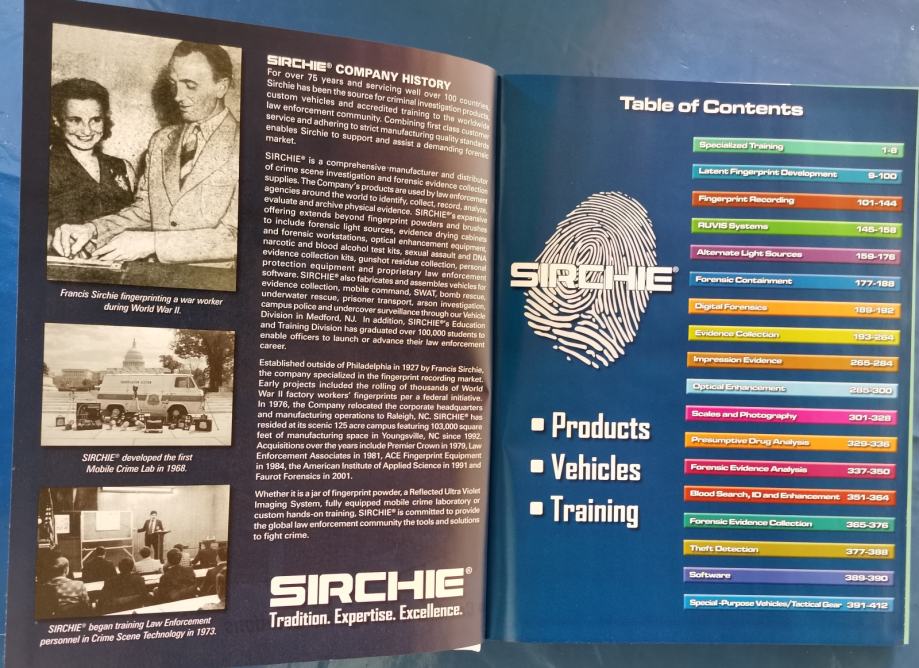 Francis Sirchie fingerprinting a war worker
during World War II.
SIRCHIE® developed the first
Mobile Crime Lab in 1968.
SIRCHIE® began training Law Enforcement
personnel in Crime Scene Technology in 1973.
SIRCHIE® COMPANY HISTORY
For over 75 years and servicing well over 100 countries,
Sirchie has been the source for criminal investigation products,
custom vehicles and accredited training to the worldwide
law enforcement community. Combining first class customer
service and adhering to strict manufacturing quality standards
enables Sirchie to support and assist a demanding forensic
market.
SIRCHIE® is a comprehensive manufacturer and distributor
of crime scene investigation and forensic evidence collection
supplies. The Company's products are used by law enforcement
agencies around the world to identify, collect, record, analyze,
evaluate and archive physical evidence. SIRCHIE®'s expansive
offering extends beyond fingerprint powders and brushes
to include forensic light sources, evidence drying cabinets
and forensic workstations, optical enhancement equipment,
narcotic and blood alcohol test kits, sexual assault and DNA
evidence collection kits, gunshot residue collection, personal
protection equipment and proprietary law enforcement
software. SIRCHIE® also fabricates and assembles vehicles for
evidence collection, mobile command, SWAT, bomb rescue,
underwater rescue, prisoner transport, arson investigation,
campus police and undercover surveillance through our Vehicle
Division in Medford, NJ. In addition, SIRCHIE®'s Education
and Training Division has graduated over 100,000 students to
enable officers to launch or advance their law enforcement
career.
Established outside of Philadelphia in 1927 by Francis Sirchie,
the company specialized in the fingerprint recording market.
Early projects included the rolling of thousands of World
War II factory workers' fingerprints per a federal initiative.
In 1976, the Company relocated the corporate headquarters
and manufacturing operations to Raleigh, NC. SIRCHIE® has
resided at its scenic 125 acre campus featuring 103,000 square
feet of manufacturing space in Youngsville, NC since 1992.
Acquisitions over the years include Premier Crown in 1979, Law
Enforcement Associates in 1981, ACE Fingerprint Equipment
in 1984, the American Institute of Applied Science in 1991 and
Faurot Forensics in 2001.
Whether it is a jar of fingerprint powder, a Reflected Ultra Violet
Imaging System, fully equipped mobile crime laboratory or
custom hands-on training, SIRCHIE® is committed to provide
the global law enforcement community the tools and solutions
to fight crime.
SIRCHIE®
Tradition. Expertise. Excellence.
SIRCHIE®
Products
Vehicles
Training
Table of Contents
Specialized Training 1-8
Latent Fingerprint Development 9-100
Fingerprint Recording 101-144
RUVIS Systems 145-158
Alternate Light Sources 159-176
Forensic Containment 177-188
Digital Forensics 189-192
Evidence Collection 193-264
Impression Evidence 265-284
Optical Enhancement 285-300
Scales and Photography 301-328
Presumptive Drug Analysis 329-336
Forensic Evidence Analysis 337-350
Blood Search, ID and Enhancement 351-364
Forensic Evidence Collection 365-376
Theft Detection 377-388
Software 389-390
Special-Purpose Vehicles/Tactical Gear 391-412